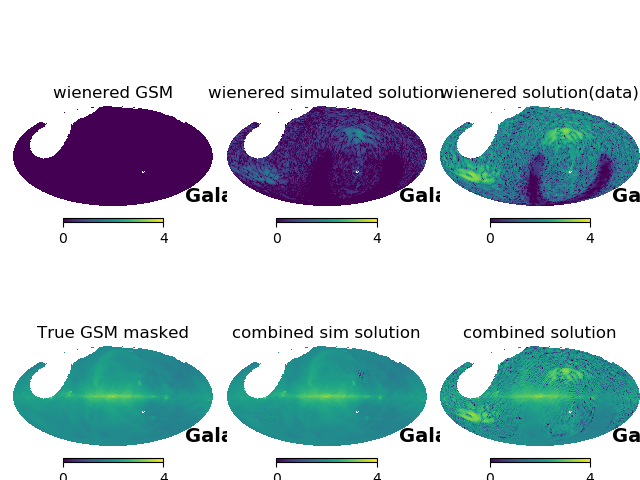 wienered GSM
wienered simulated solution
wienered solution(data)
Gala
Gala
Ga
0 4
0 4
0 4
True GSM masked
combined sim solution
combined solution
Gala
Gala
Ga
0 4
0 4
0 4